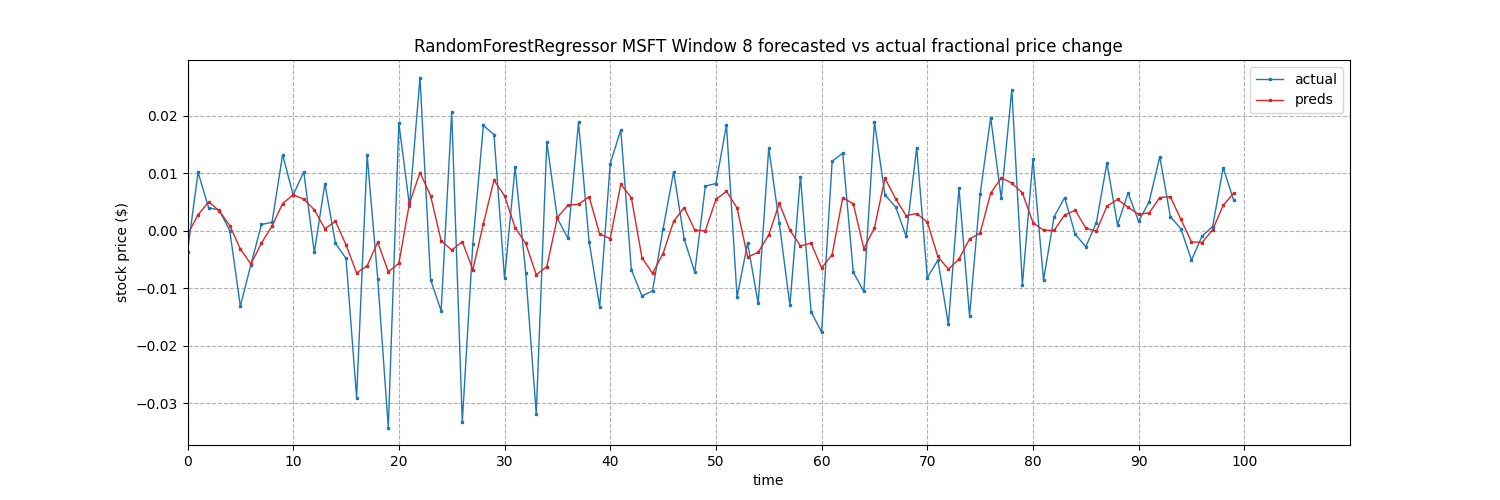 RandomForestRegressor MSFT Window 8 forecasted vs actual fractional price change
actual
preds
stock price ($)
0.02
0.01
0.00
−0.01
−0.02
−0.03
0 10 20 30 40 50 60 70 80 90 100
time